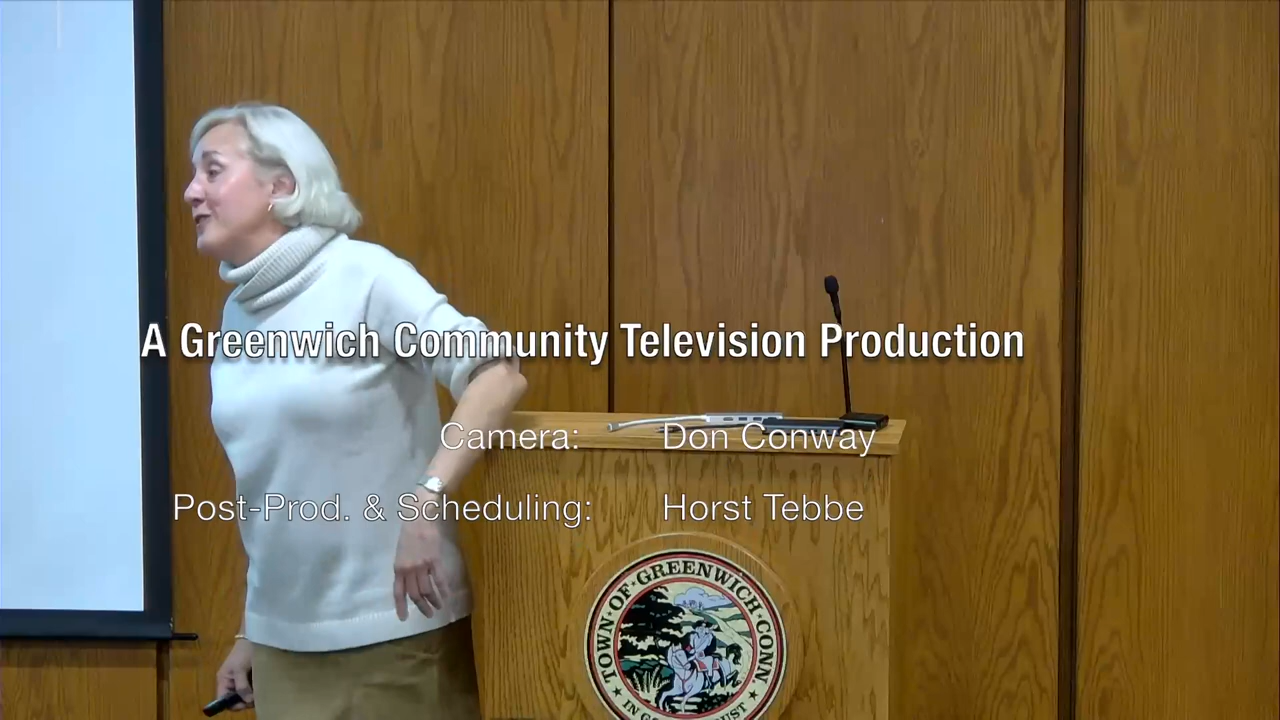 A Greenwich Community Television Production
Camera: Don Conway
Post-Prod. & Scheduling: Horst Tebbe
TOWN·OF·GREENWICH·CONN